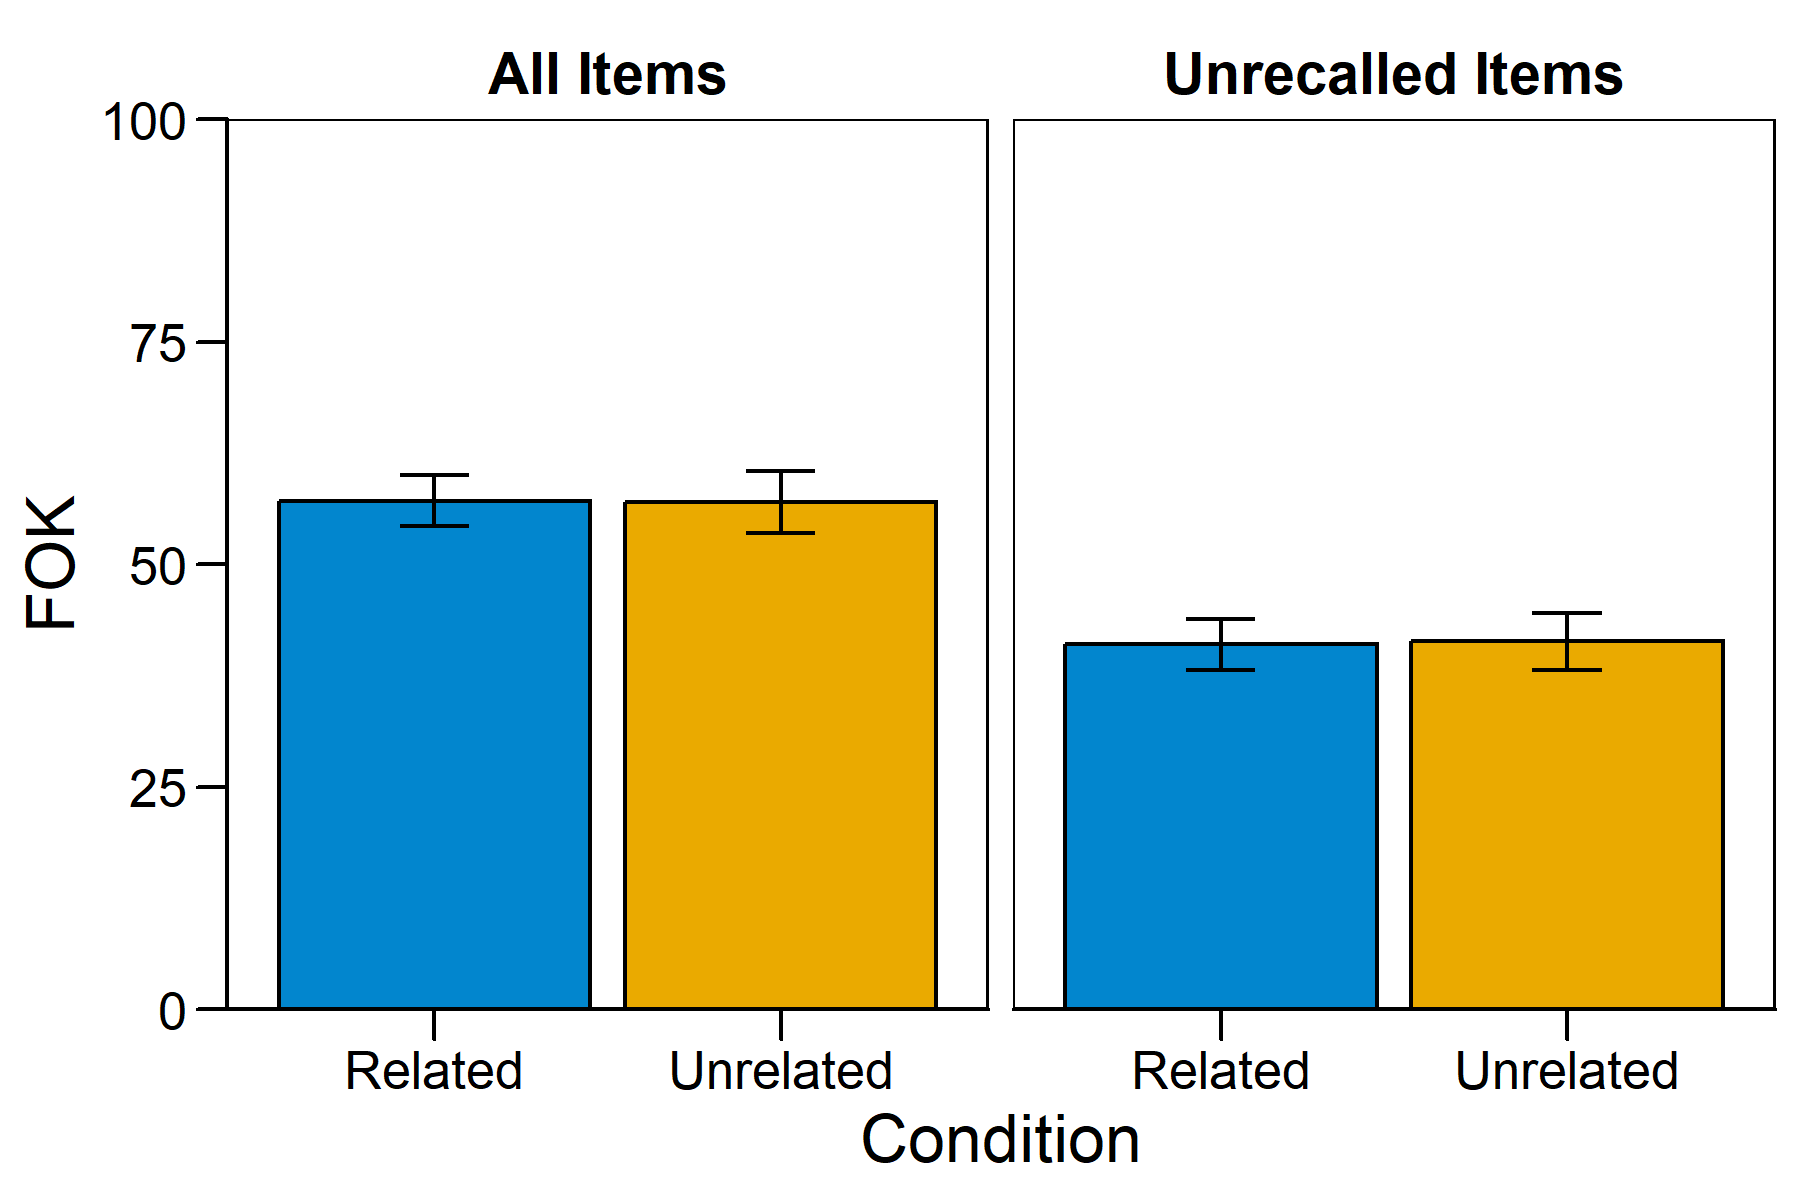 All Items
Unrecalled Items
100
75
50
25
0
FOK
Related
Unrelated
Related
Unrelated
Condition